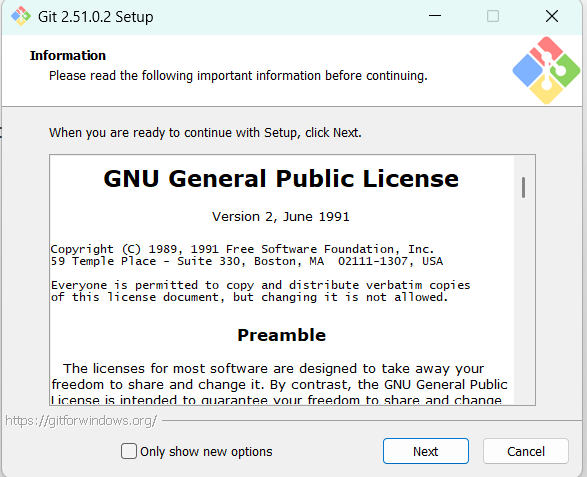 Git 2.51.0.2 Setup
Information
Please read the following important information before continuing.
When you are ready to continue with Setup, click Next.
GNU General Public License
Version 2, June 1991
Copyright (C) 1989, 1991 Free Software Foundation, Inc.
59 Temple Place - Suite 330, Boston, MA  02111-1307, USA
Everyone is permitted to copy and distribute verbatim copies
of this license document, but changing it is not allowed.
Preamble
The licenses for most software are designed to take away your
freedom to share and change it. By contrast, the GNU General Public
License is intended to guarantee your freedom to share and change
https://gitforwindows.org/
Only show new options
Next
Cancel